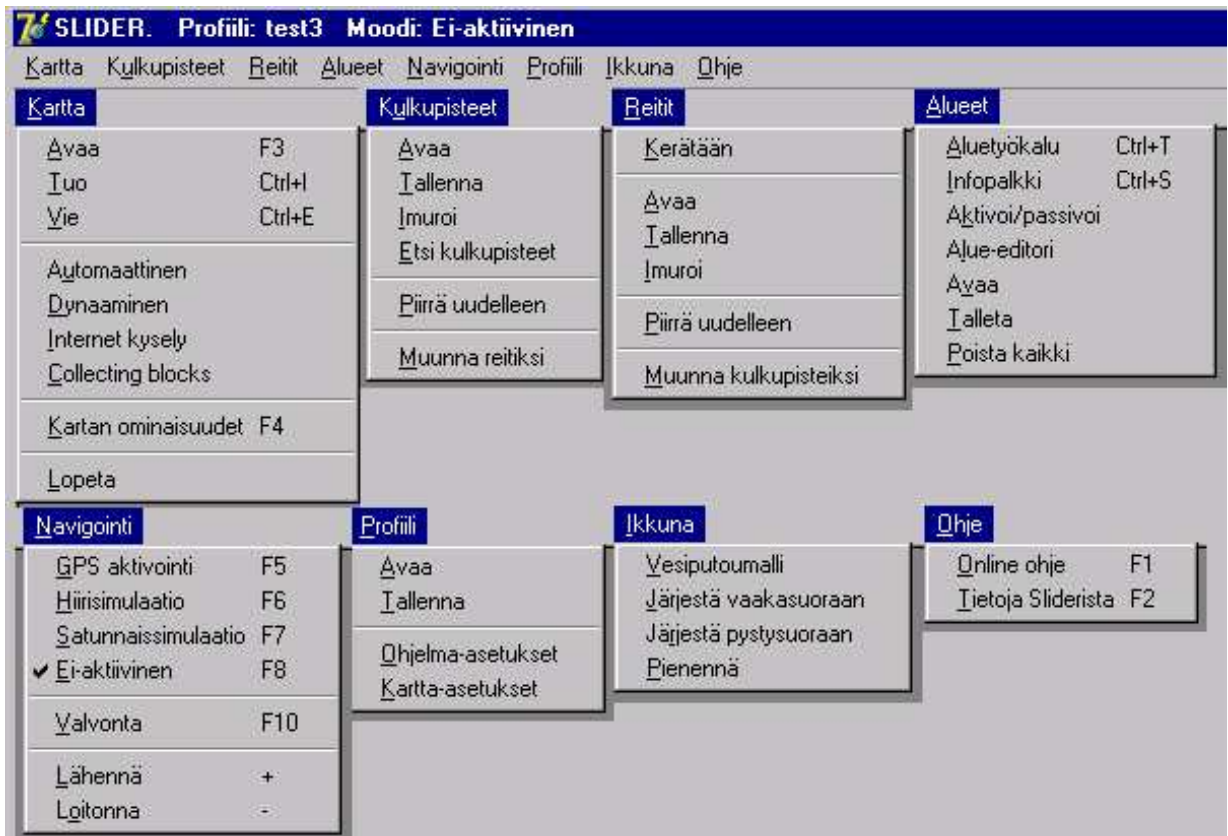 SLIDER. Profiili: test3 Moodi: Ei-aktiivinen
Kartta Kulkupisteet Reitit Alueet Navigointi Profiili Ikkuna Ohje
Kartta
Avaa F3
Tuo Ctrl+I
Vie Ctrl+E
Automaattinen
Dynaaminen
Internet kysely
Collecting blocks
Kartan ominaisuudet F4
Lopeta
Kulkupisteet
Avaa
Tallenna
Imuroi
Etsi kulkupisteet
Piirrä uudelleen
Muunna reitiksi
Reitit
Kerätään
Avaa
Tallenna
Imuroi
Piirrä uudelleen
Muunna kulkupisteiksi
Alueet
Aluetyökalu Ctrl+T
Infopalkki Ctrl+S
Aktivoi/passivoi
Alue-editori
Avaa
Talleta
Poista kaikki
Navigointi
GPS aktivointi F5
Hiirisimulaatio F6
Satunnaissimulaatio F7
✔ Ei-aktiivinen F8
Valvonta F10
Lähennä +
Loitonna -
Profiili
Avaa
Tallenna
Ohjelma-asetukset
Kartta-asetukset
Ikkuna
Vesiputoumalli
Järjestä vaakasuoraan
Järjestä pystysuoraan
Pienennä
Ohje
Online ohje F1
Tietoja Sliderista F2